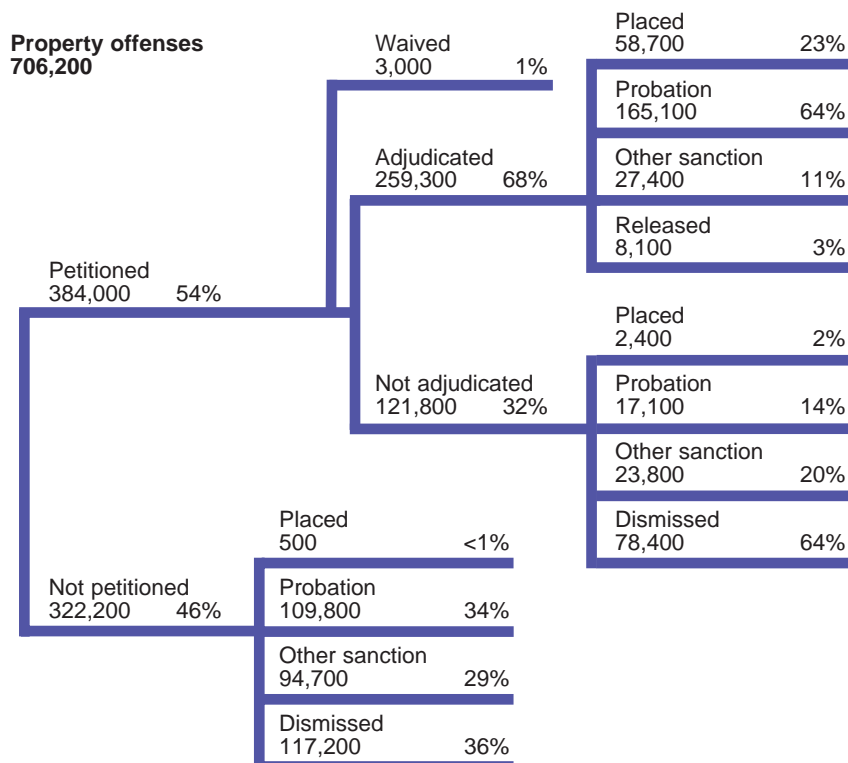 Property offenses
706,200
Petitioned
384,000 54%
Waived
3,000 1%
Adjudicated
259,300 68%
Placed
58,700 23%
Probation
165,100 64%
Other sanction
27,400 11%
Released
8,100 3%
Not adjudicated
121,800 32%
Placed
2,400 2%
Probation
17,100 14%
Other sanction
23,800 20%
Dismissed
78,400 64%
Not petitioned
322,200 46%
Placed
500 <1%
Probation
109,800 34%
Other sanction
94,700 29%
Dismissed
117,200 36%